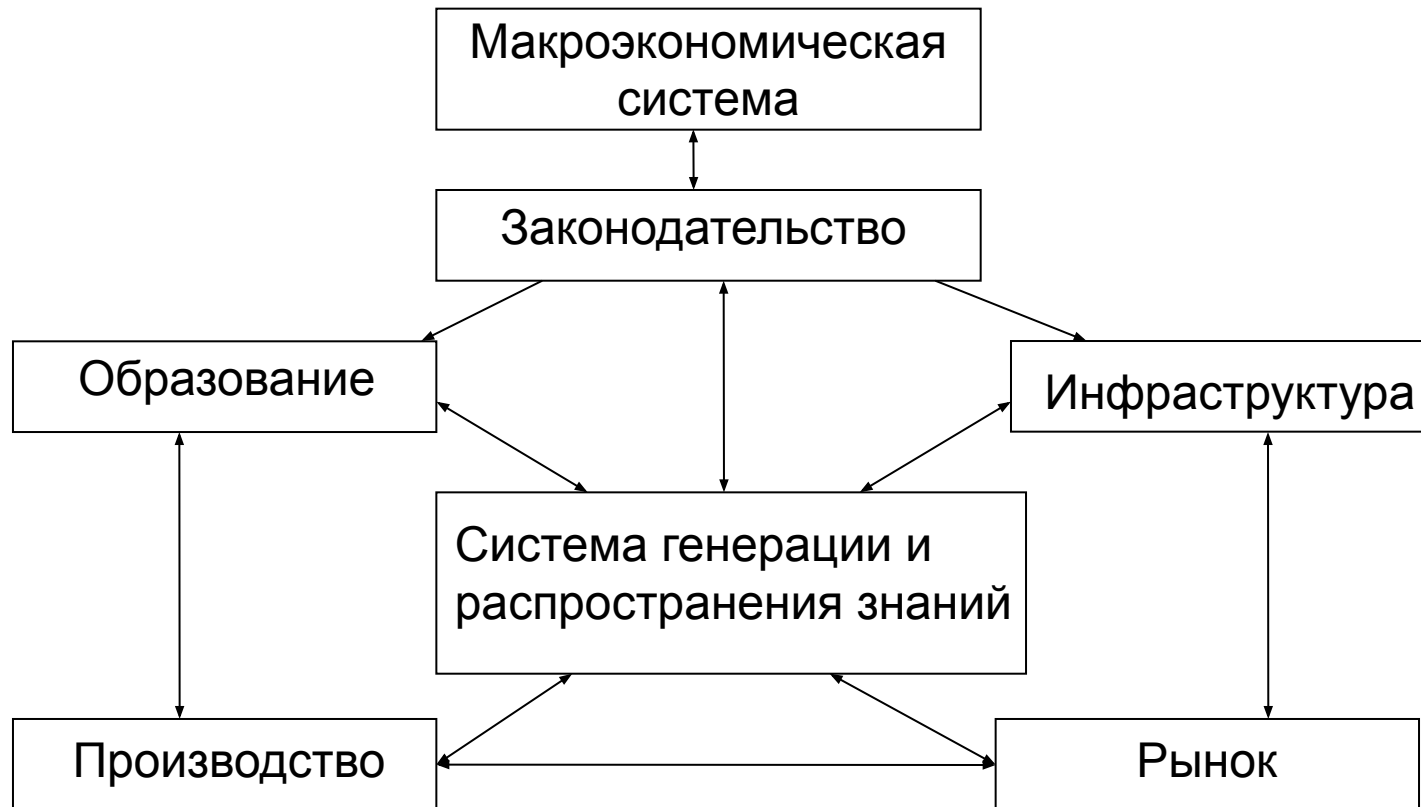 Макроэкономическая
система
Законодательство
Образование
Инфраструктура
Система генерации и
распространения знаний
Производство
Рынок